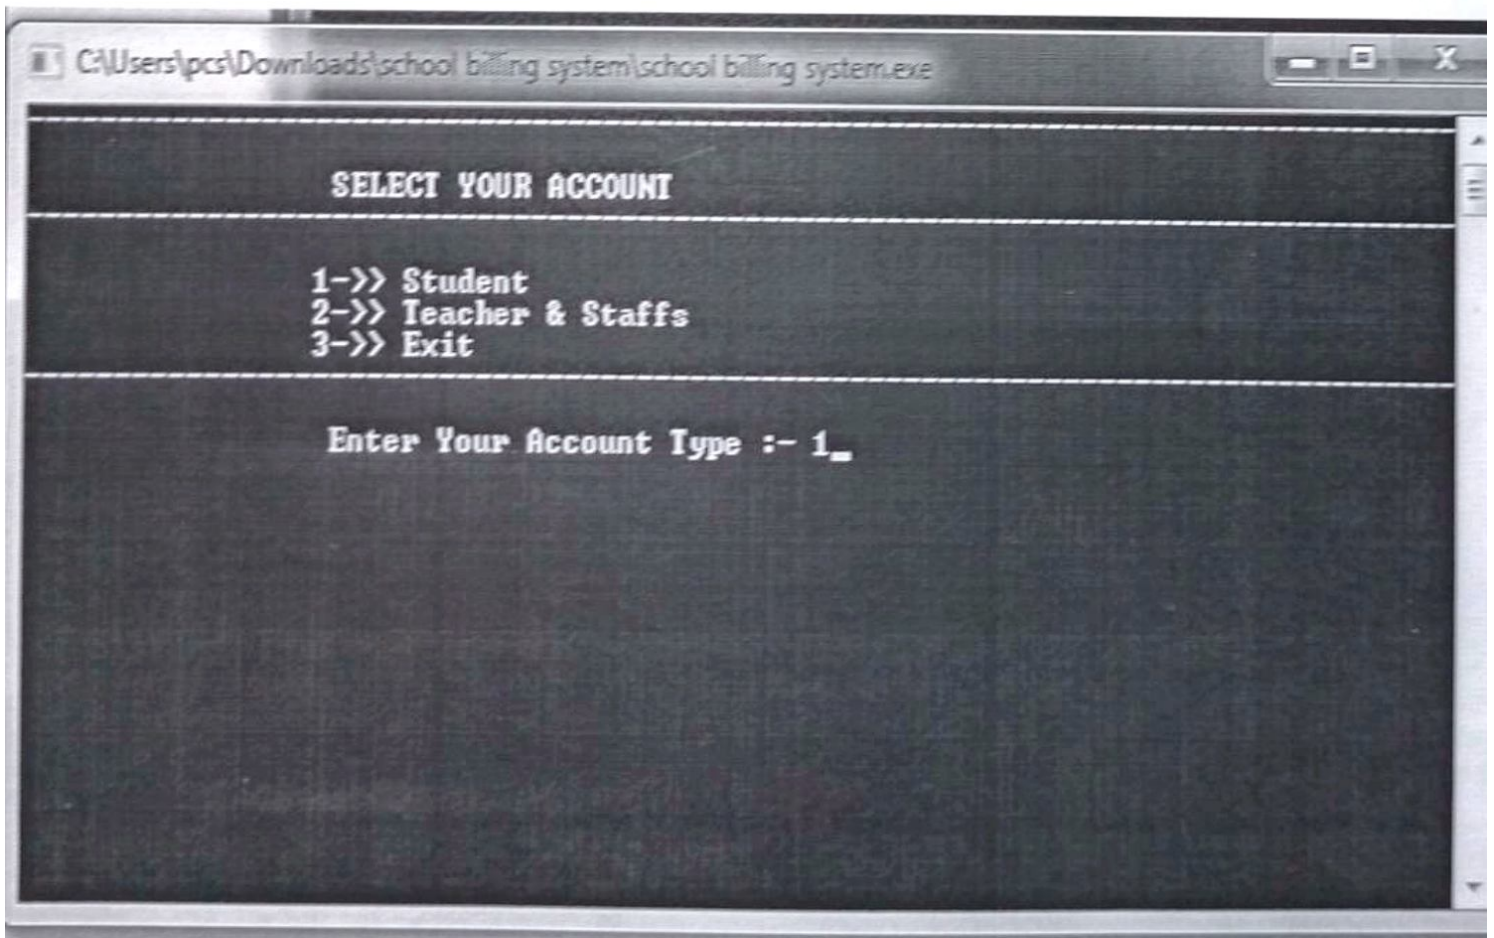 C:\Users\pcs\Downloads\school billing system\school billing system.exe
SELECT YOUR ACCOUNT
1->> Student
2->> Teacher & Staffs
3->> Exit
Enter Your Account Type :- 1_